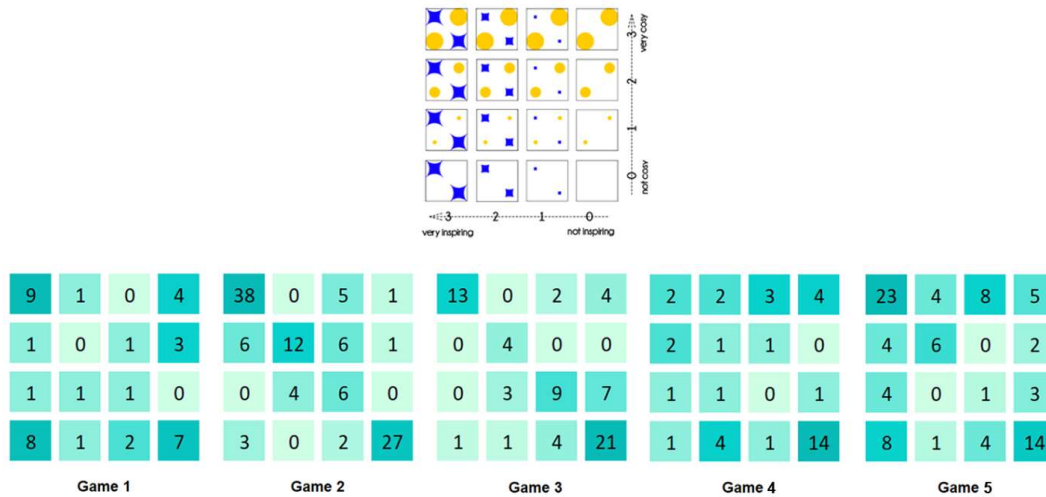 3
very cosy
2
1
0
not cosy
3 2 1 0
very inspiring not inspiring
9 1 0 4
1 0 1 3
1 1 1 0
8 1 2 7
Game 1
38 0 5 1
6 12 6 1
0 4 6 0
3 0 2 27
Game 2
13 0 2 4
0 4 0 0
0 3 9 7
1 1 4 21
Game 3
2 2 3 4
2 1 1 0
1 1 0 1
1 4 1 14
Game 4
23 4 8 5
4 6 0 2
4 0 1 3
8 1 4 14
Game 5